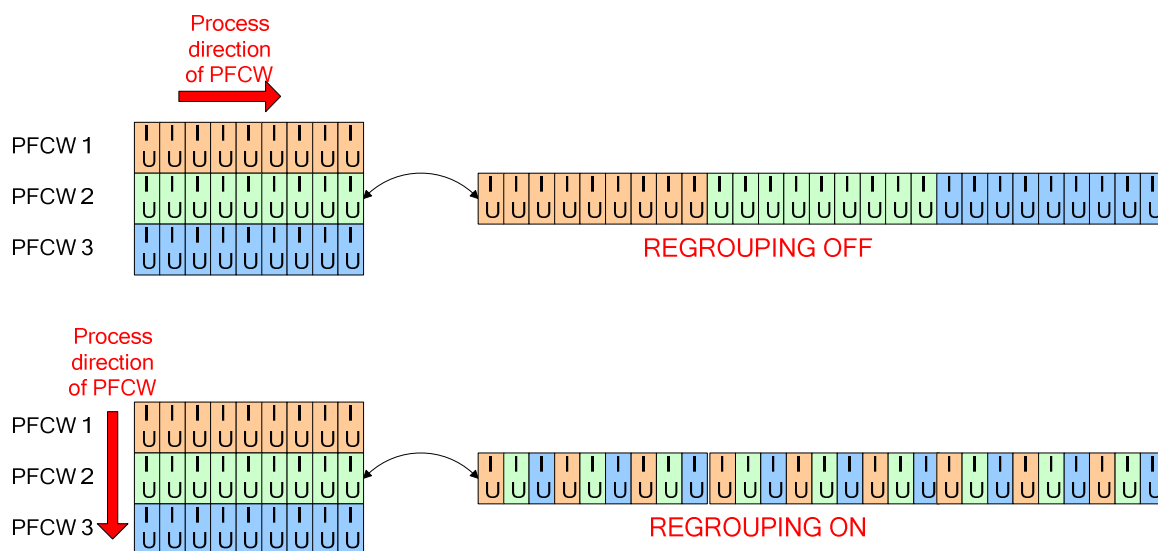 Process
direction
of PFCW
PFCW 1
I I I I I I I I I
U U U U U U U U U
PFCW 2
I I I I I I I I I
U U U U U U U U U
PFCW 3
I I I I I I I I I
U U U U U U U U U
I I I I I I I I I I I I I I I I I I I I I I I I I I I
U U U U U U U U U U U U U U U U U U U U U U U U U U U
REGROUPING OFF
Process
direction
of PFCW
PFCW 1
I I I I I I I I I
U U U U U U U U U
PFCW 2
I I I I I I I I I
U U U U U U U U U
PFCW 3
I I I I I I I I I
U U U U U U U U U
I I I I I I I I I I I I I I I I I I I I I I I I I I I
U U U U U U U U U U U U U U U U U U U U U U U U U U U
REGROUPING ON